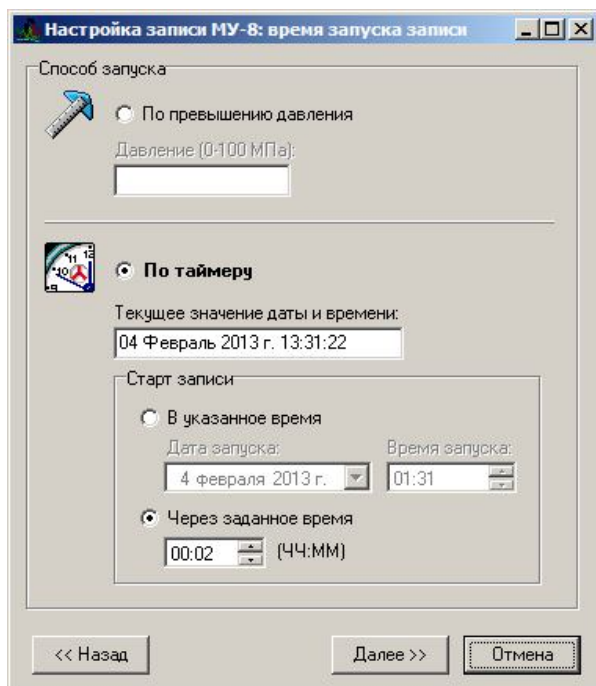 Настройка записи МУ-8: время запуска записи
Способ запуска
По превышению давления
Давление (0-100 МПа):
По таймеру
Текущее значение даты и времени:
04 Февраль 2013 г. 13:31:22
Старт записи
В указанное время
Дата запуска: Время запуска:
4 февраля 2013 г. 01:31
Через заданное время
00:02 (ЧЧ:ММ)
<< Назад Далее >> Отмена